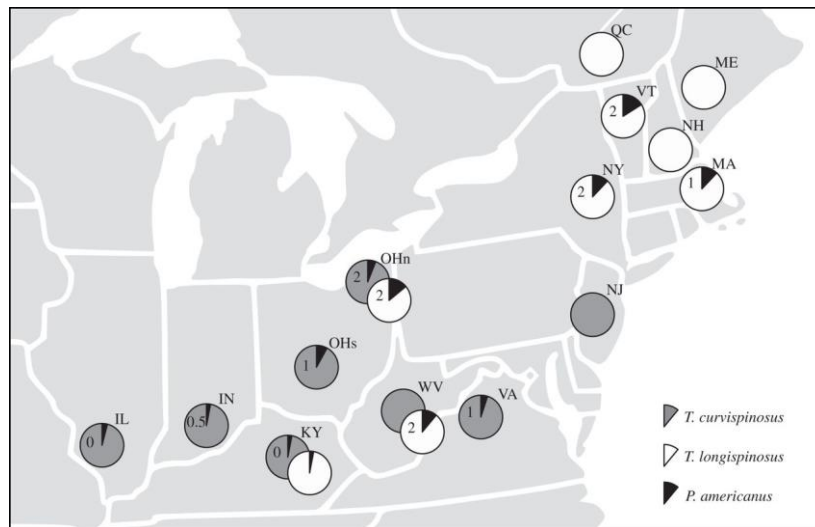 QC
ME
VT
2
NH
MA
1
NY
2
OHn
2
2
NJ
OHs
1
WV
2
VA
1
IN
0.5
IL
0
KY
0
T. curvispinosus
T. longispinosus
P. americanus